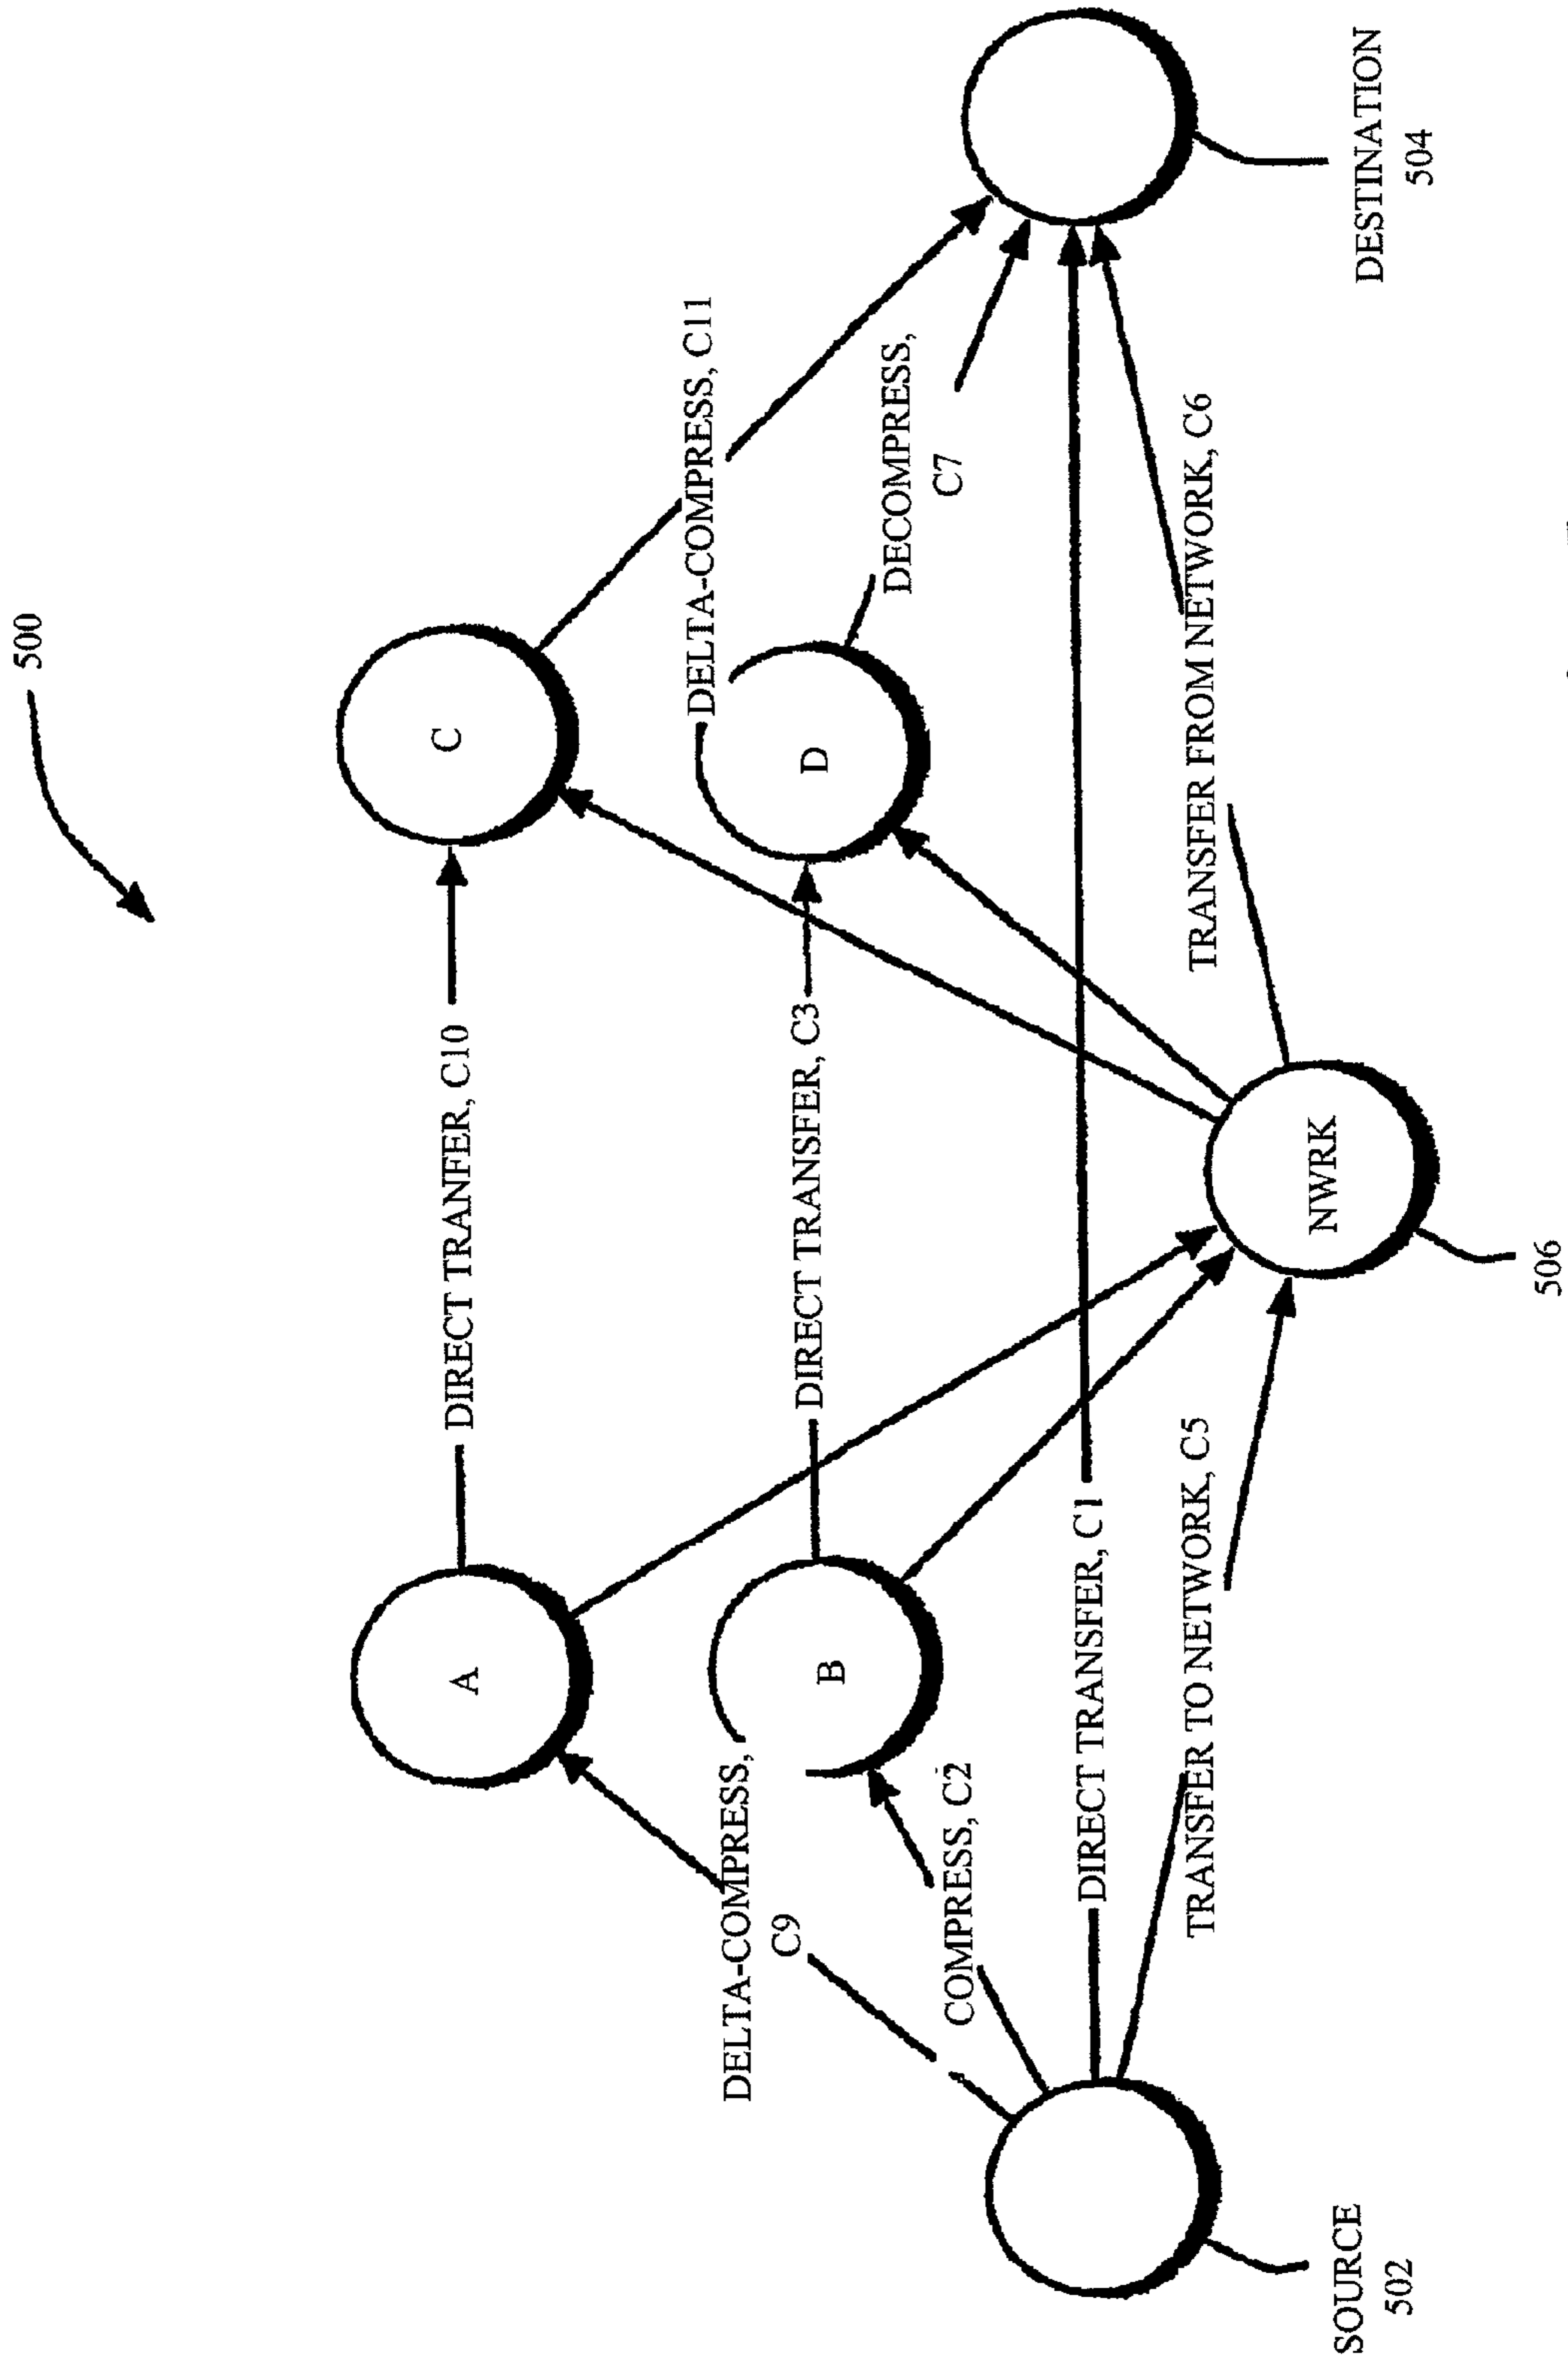 500
C
DELTA-COMPRESS, C11
DIRECT TRANFER, C10
A
DELTA-COMPRESS,
C9
D
DECOMPRESS,
C7
DIRECT TRANSFER, C3
B
COMPRESS, C2
DIRECT TRANSFER, C1
TRANSFER FROM NETWORK, C6
TRANSFER TO NETWORK, C5
NWRK
506
SOURCE
502
DESTINATION
504